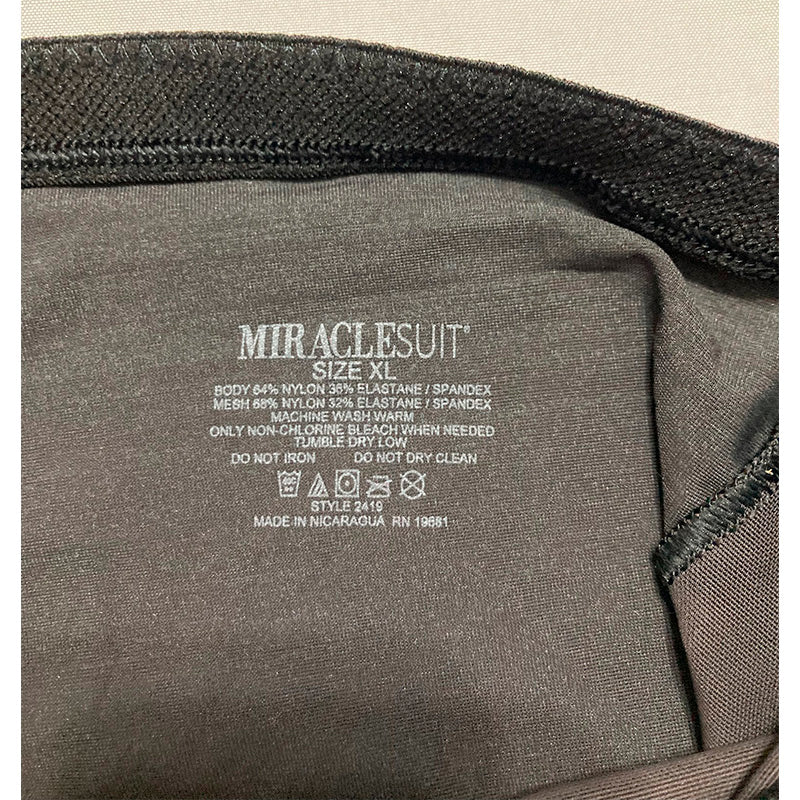 MIRACLESUIT®
SIZE XL
BODY 64% NYLON 36% ELASTANE / SPANDEX
MESH 68% NYLON 32% ELASTANE / SPANDEX
MACHINE WASH WARM
ONLY NON-CHLORINE BLEACH WHEN NEEDED
TUMBLE DRY LOW
DO NOT IRON DO NOT DRY CLEAN
STYLE 2419
MADE IN NICARAGUA RN 19661